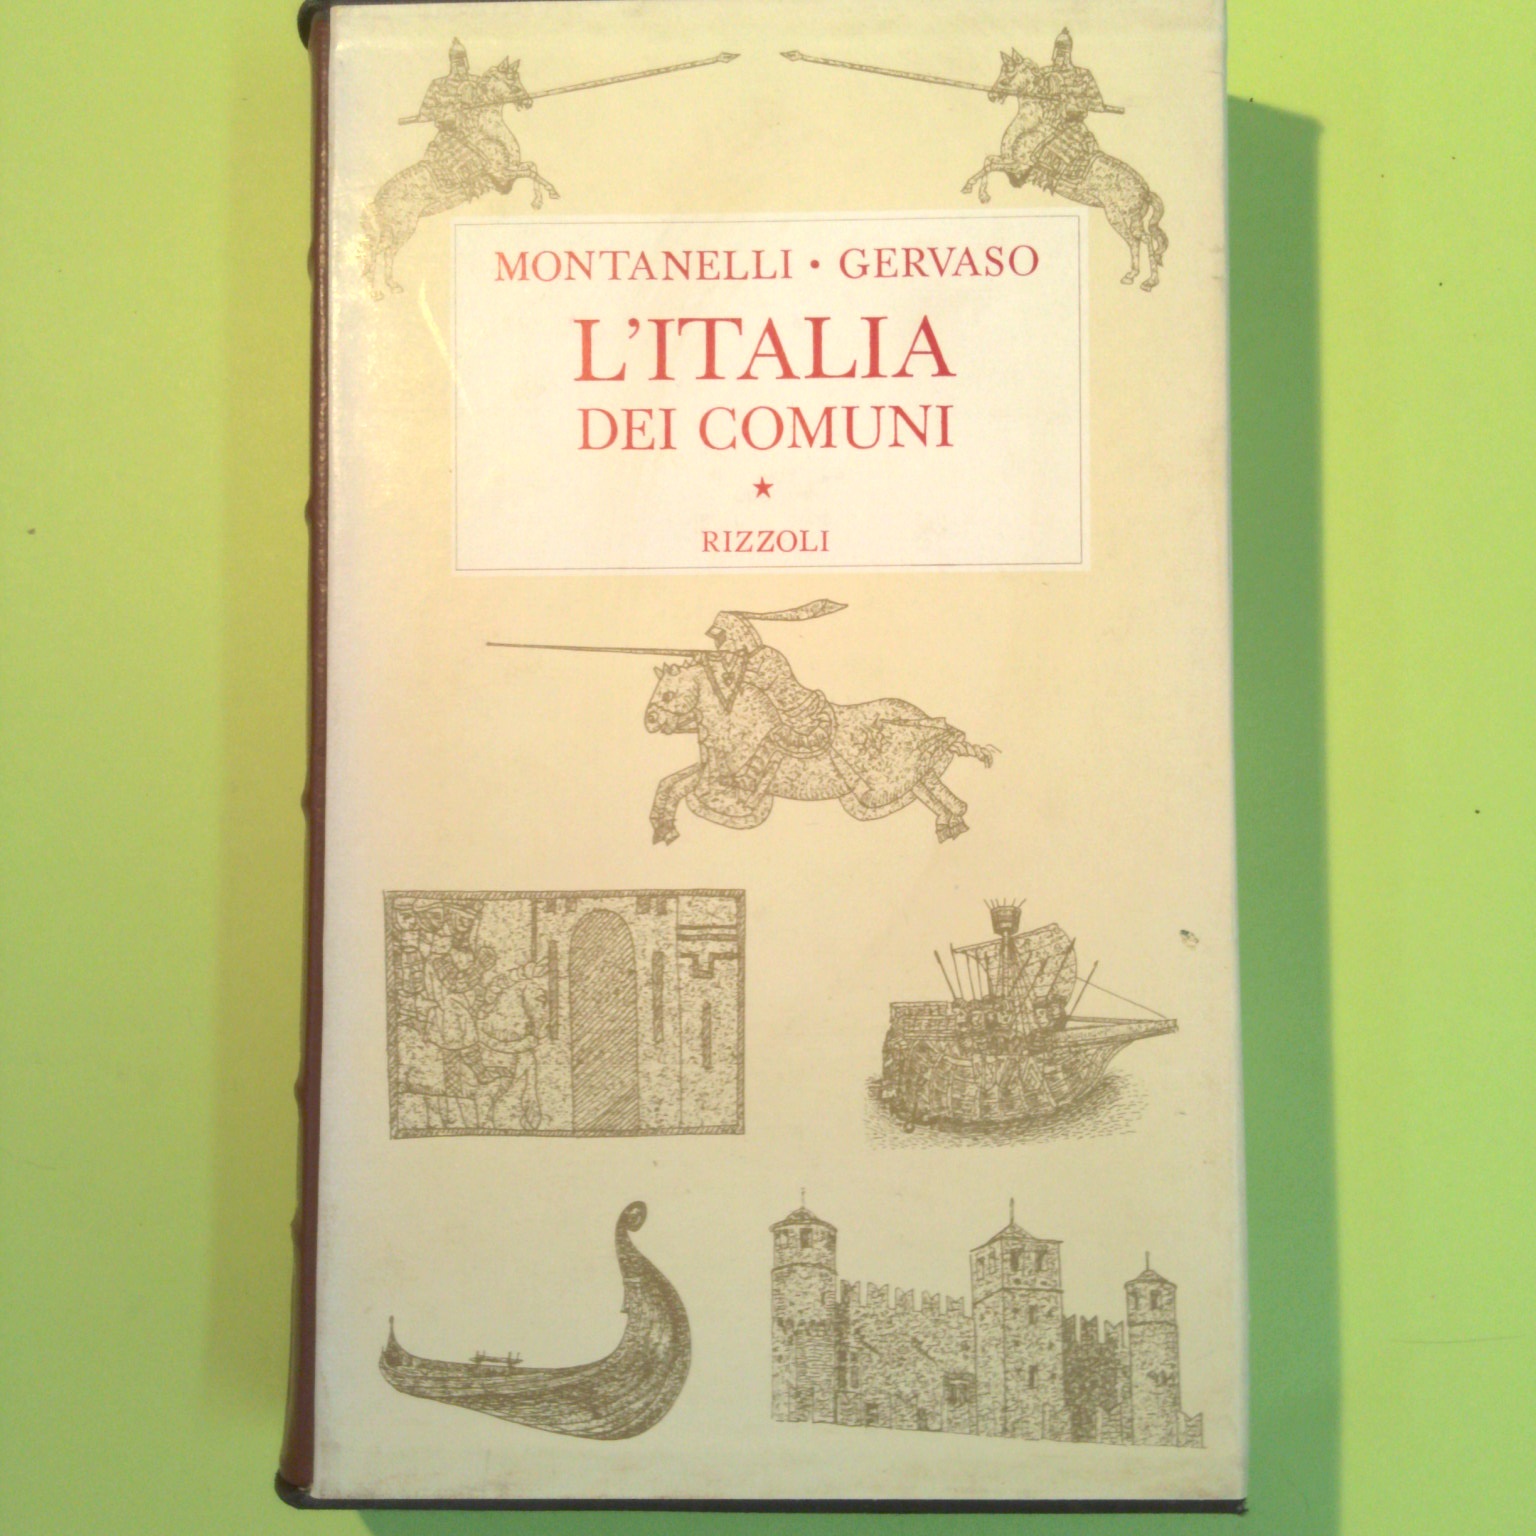 MONTANELLI • GERVASO
L'ITALIA
DEI COMUNI
★
RIZZOLI